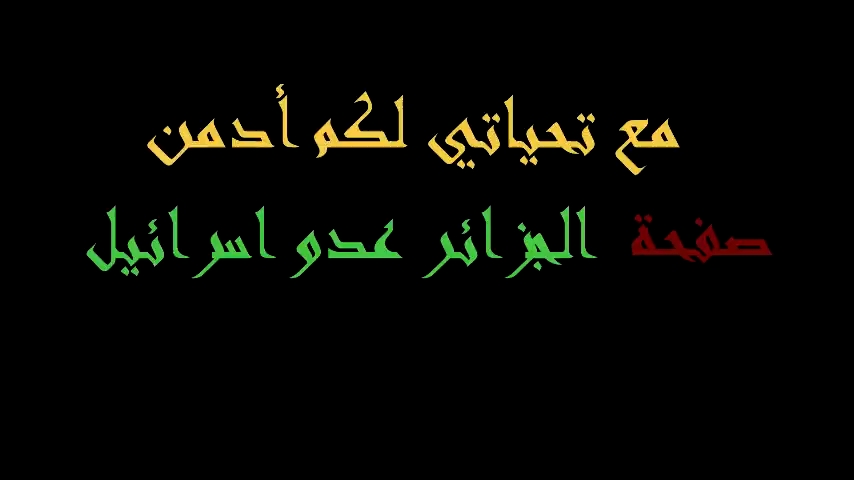 مع تحياتي لكم أدمن
صفحة الجزائر عدو اسرائيل